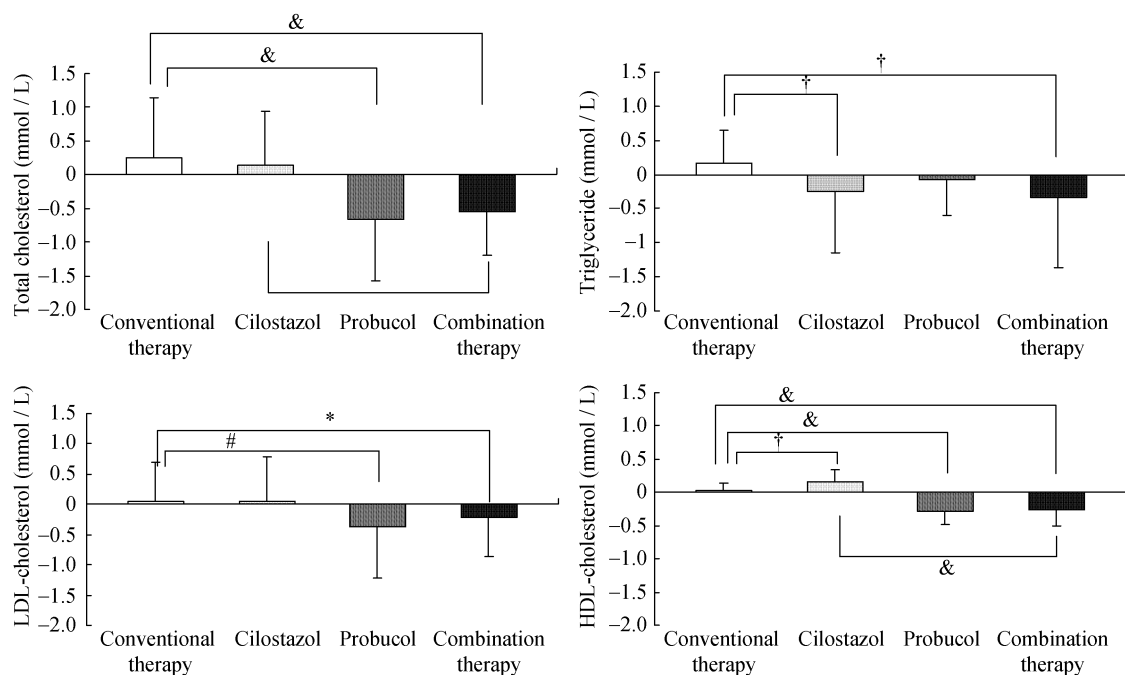 &
&
Total cholesterol (mmol / L)
1.5
1.0
0.5
0
−0.5
−1.0
−1.5
−2.0
Conventional therapy
Cilostazol
Probucol
Combination therapy
†
†
Triglyceride (mmol / L)
1.5
1.0
0.5
0
−0.5
−1
−1.5
−2.0
Conventional therapy
Cilostazol
Probucol
Combination therapy
*
#
LDL-cholesterol (mmol / L)
1.5
1.0
0.5
0
−0.5
−1.0
−1.5
−2.0
Conventional therapy
Cilostazol
Probucol
Combination therapy
&
&
†
&
HDL-cholesterol (mmol / L)
1.5
1.0
0.5
0
−0.5
−1.0
−1.5
−2.0
Conventional therapy
Cilostazol
Probucol
Combination therapy